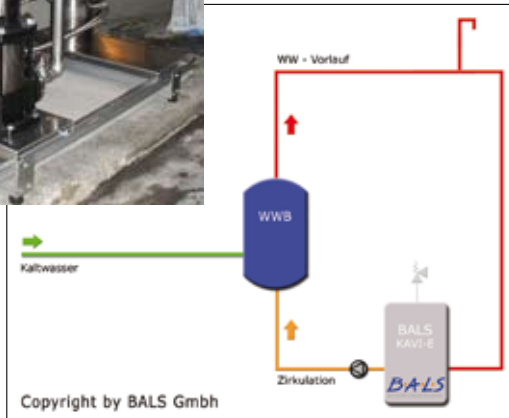 WW - Vorlauf
WWB
Kaltwasser
BALS
KAVI-E
BALS
Zirkulation
Copyright by BALS Gmbh